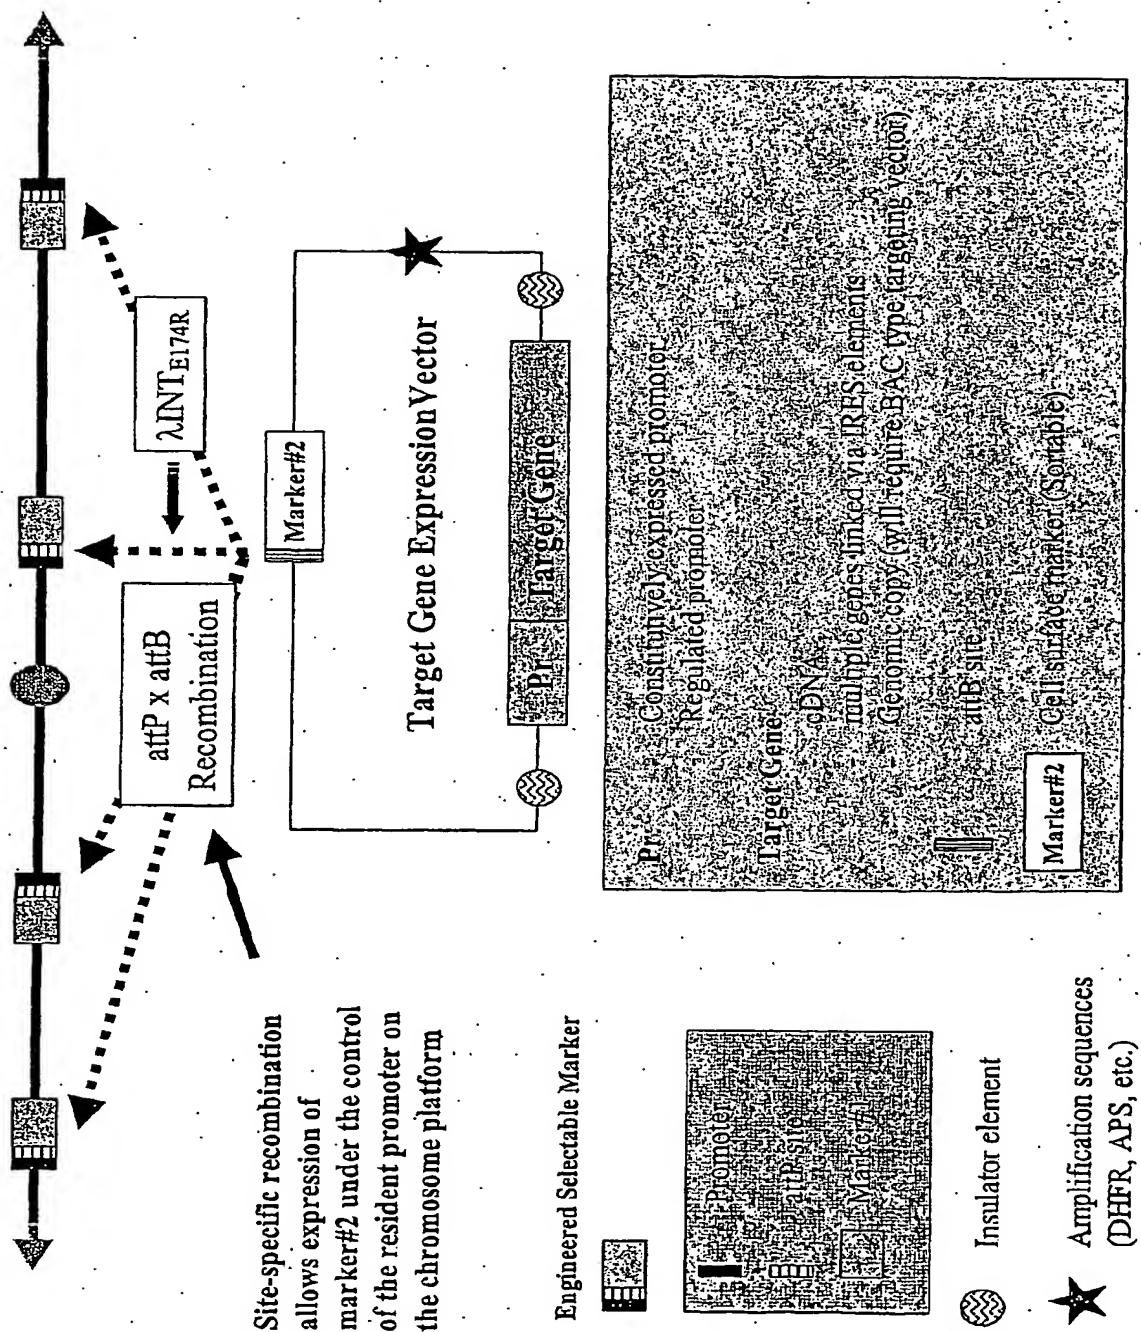 attP x attB
Recombination
λINT_E174R
Site-specific recombination
allows expression of
marker#2 under the control
of the resident promoter on
the chromosome platform
Marker#2
Target Gene Expression Vector
Pr
Target Gene
Engineered Selectable Marker
Promoter
attP site
Marker#1
Insulator element
Amplification sequences
(DHFR, APS, etc.)
Pr
Consitutively expressed promoter
Regulated promoter
Target Gene
cDNA
multiple genes linked via IRES elements
Genomic copy (will require BAC type targeting vector)
attB site
Marker#2
Cell surface marker (Sortable)